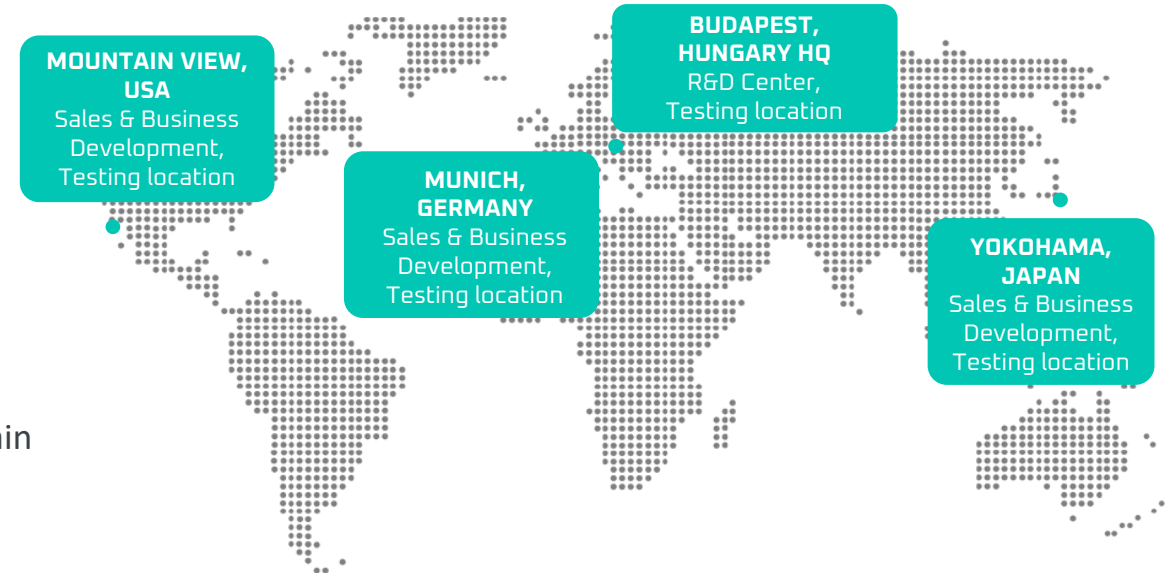 MOUNTAIN VIEW,
USA
Sales & Business
Development,
Testing location
BUDAPEST,
HUNGARY HQ
R&D Center,
Testing location
MUNICH,
GERMANY
Sales & Business
Development,
Testing location
YOKOHAMA,
JAPAN
Sales & Business
Development,
Testing location